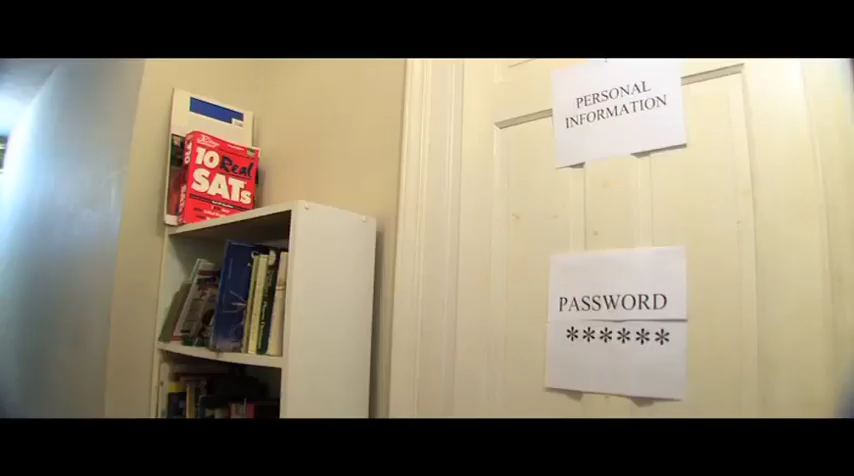 10 Real
SATs
PERSONAL
INFORMATION
PASSWORD
******